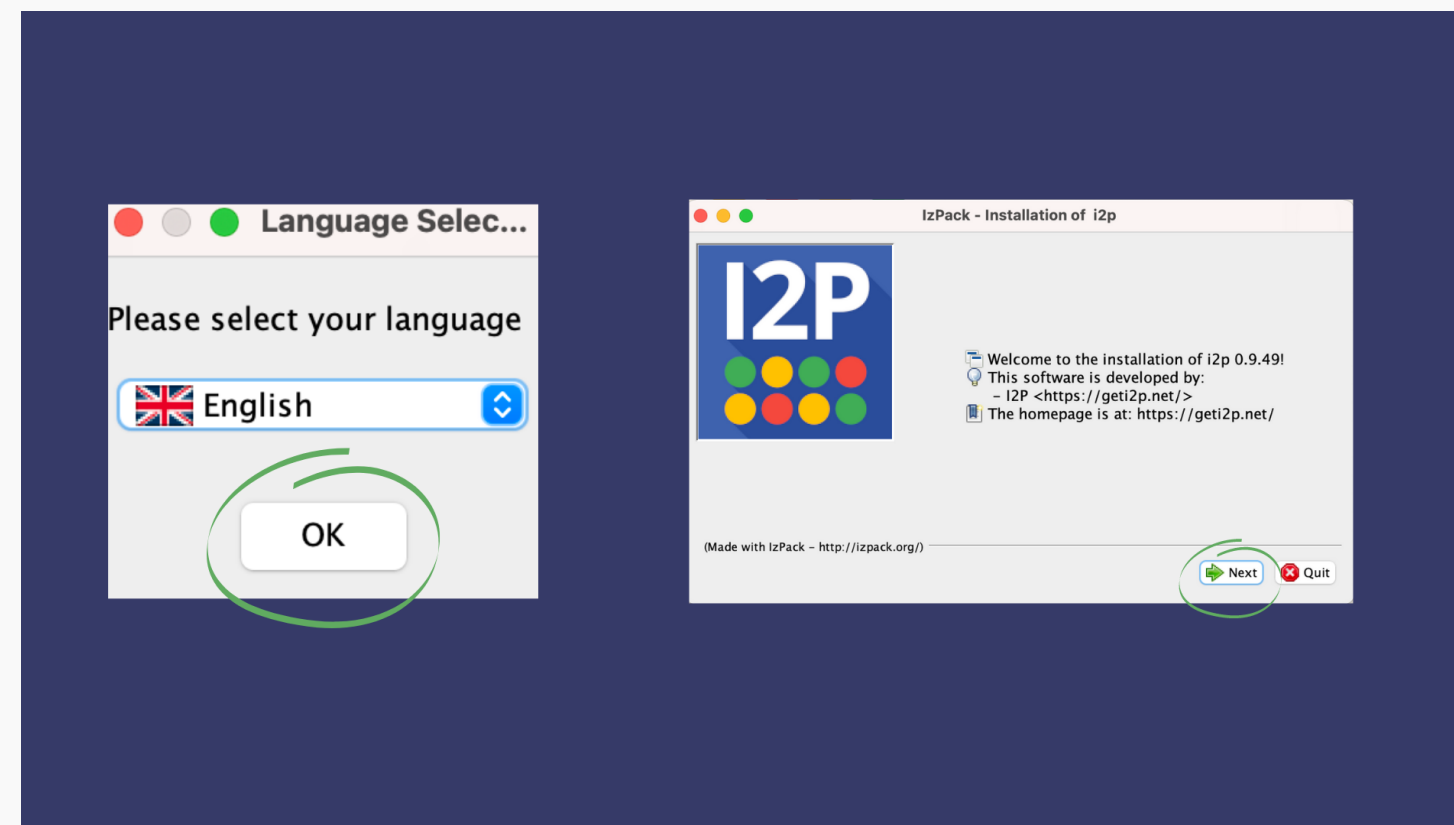 Language Selec...
Please select your language
English
OK
IzPack - Installation of i2p
I2P
Welcome to the installation of i2p 0.9.49!
This software is developed by:
- I2P <https://geti2p.net/>
The homepage is at: https://geti2p.net/
(Made with IzPack - http://izpack.org/)
Next
Quit